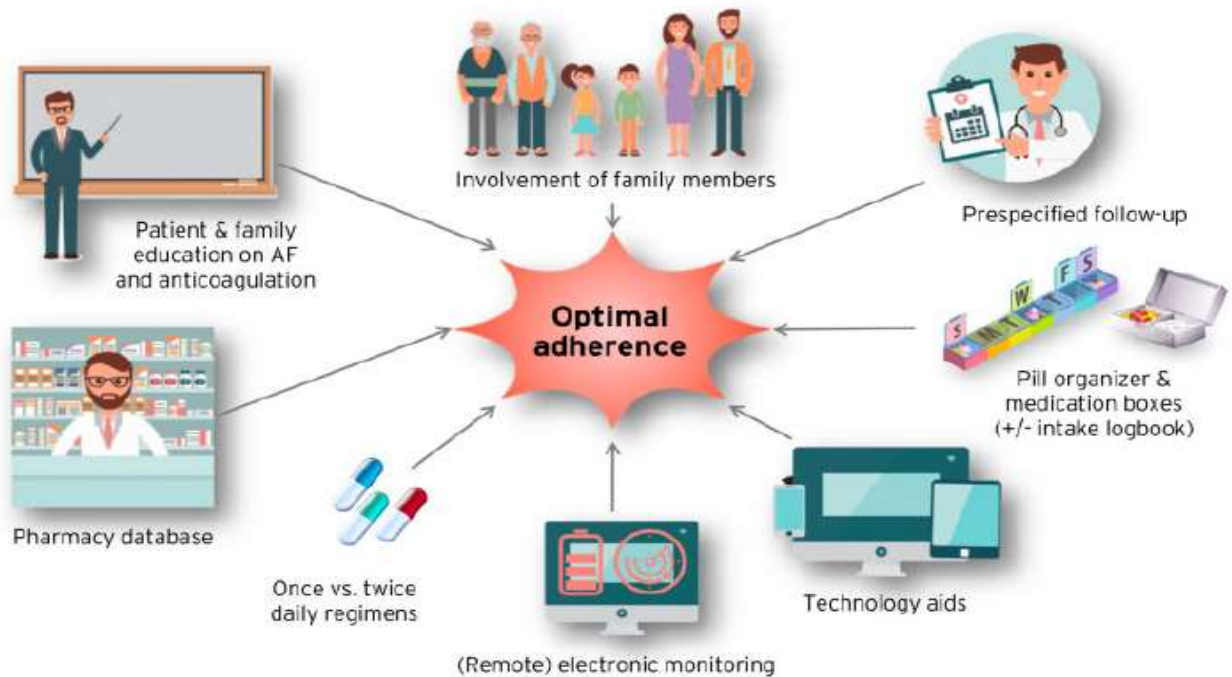 Involvement of family members
Prespecified follow-up
Patient & family
education on AF
and anticoagulation
Optimal
adherence
S M T W T F S
Pill organizer &
medication boxes
(+/- intake logbook)
Pharmacy database
Once vs. twice
daily regimens
Technology aids
(Remote) electronic monitoring